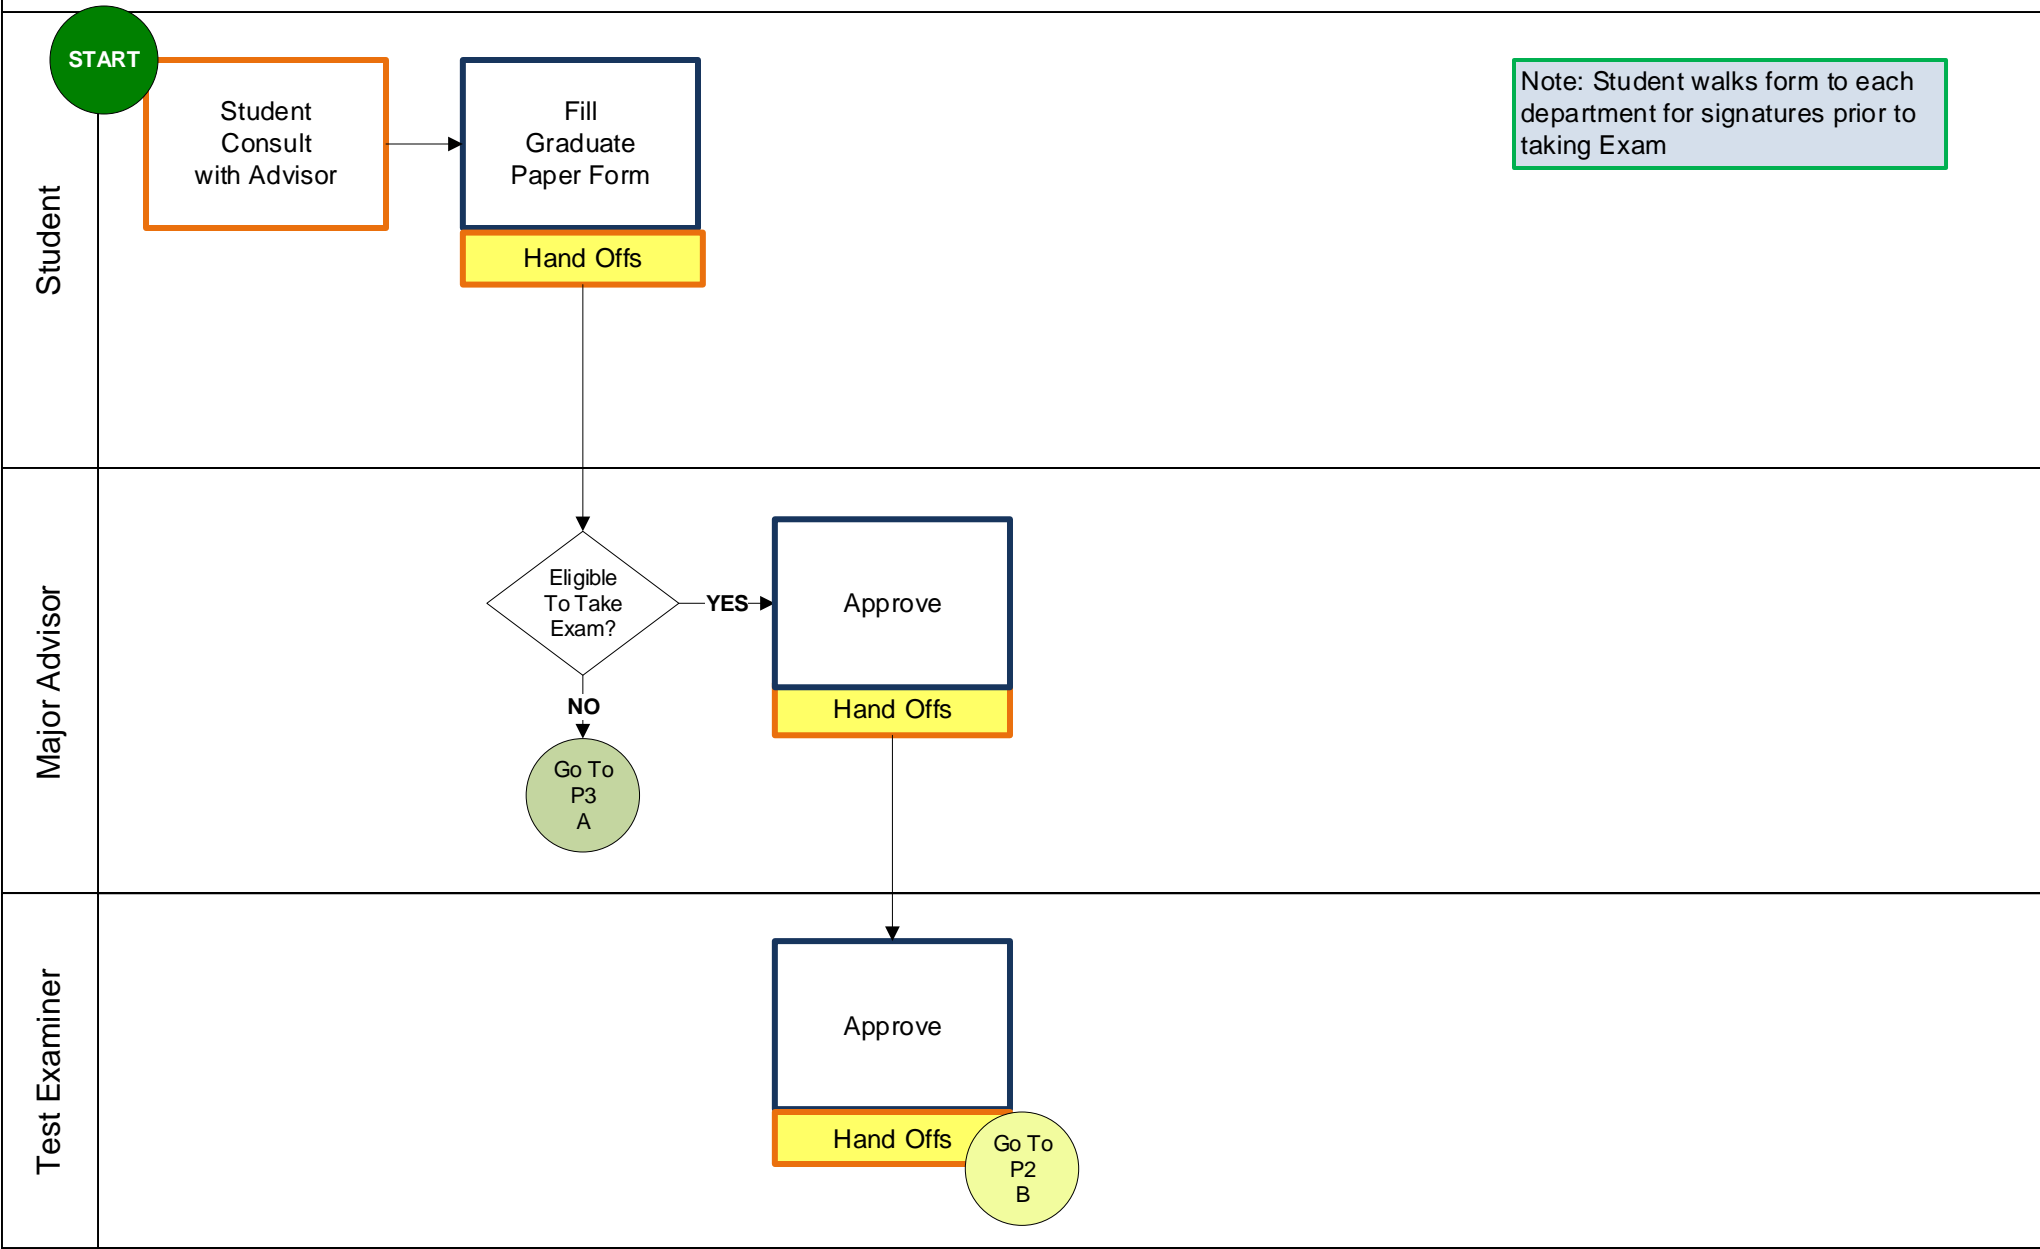 START
Student
Consult
with Advisor
Fill
Graduate
Paper Form
Hand Offs
Note: Student walks form to each
department for signatures prior to
taking Exam
Student
Eligible
To Take
Exam?
YES
Approve
Hand Offs
NO
Go To
P3
A
Major Advisor
Approve
Hand Offs
Go To
P2
B
Test Examiner